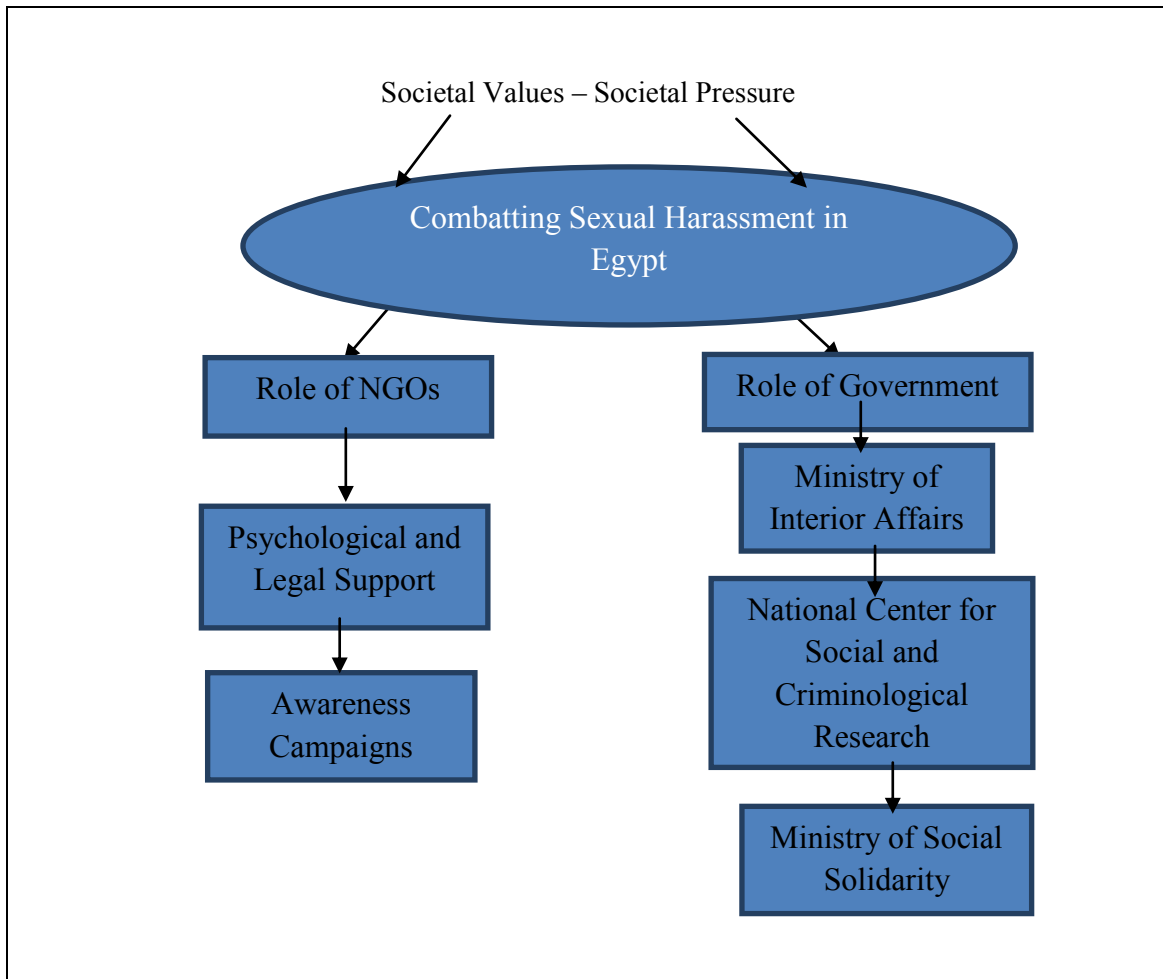 Societal Values – Societal Pressure
Combatting Sexual Harassment in
Egypt
Role of NGOs
Psychological and
Legal Support
Awareness
Campaigns
Role of Government
Ministry of
Interior Affairs
National Center for
Social and
Criminological
Research
Ministry of Social
Solidarity